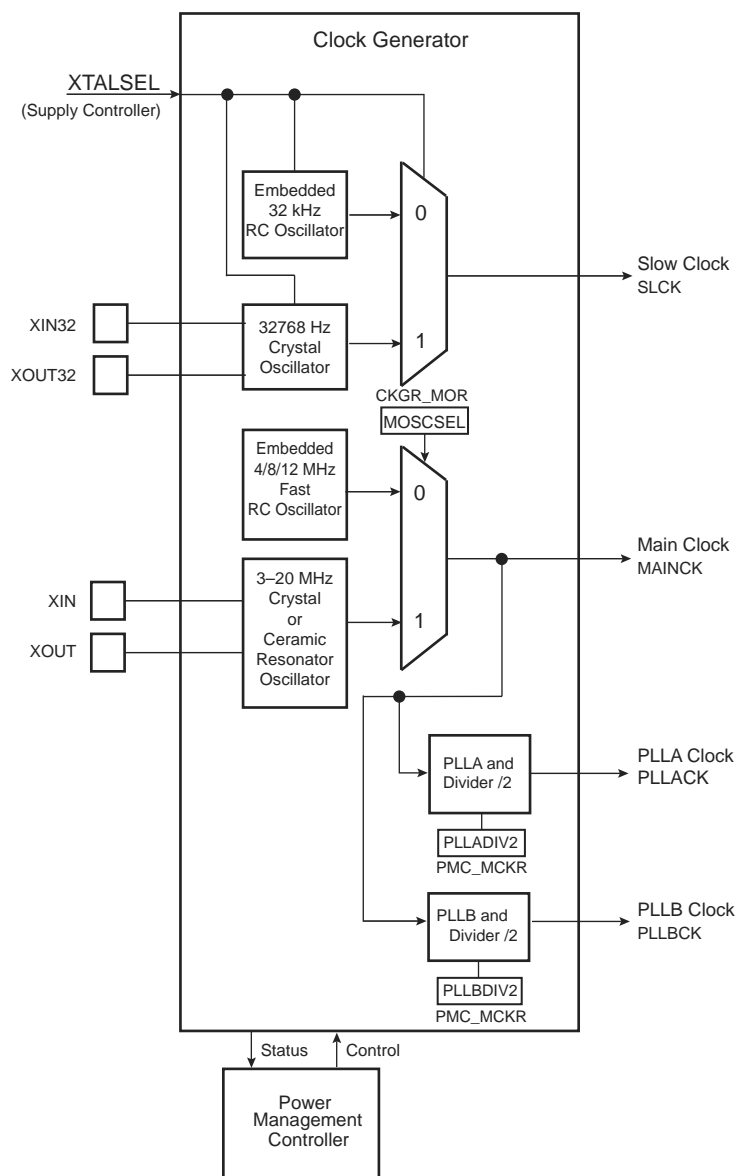 Clock Generator
XTALSEL
(Supply Controller)
Embedded
32 kHz
RC Oscillator
0
Slow Clock
SLCK
XIN32
XOUT32
32768 Hz
Crystal
Oscillator
1
CKGR_MOR
MOSCSEL
Embedded
4/8/12 MHz
Fast
RC Oscillator
0
Main Clock
MAINCK
XIN
XOUT
3–20 MHz
Crystal
or
Ceramic
Resonator
Oscillator
1
PLLA and
Divider /2
PLLA Clock
PLLACK
PLLADIV2
PMC_MCKR
PLLB and
Divider /2
PLLB Clock
PLLBCK
PLLBDIV2
PMC_MCKR
Status
Control
Power
Management
Controller